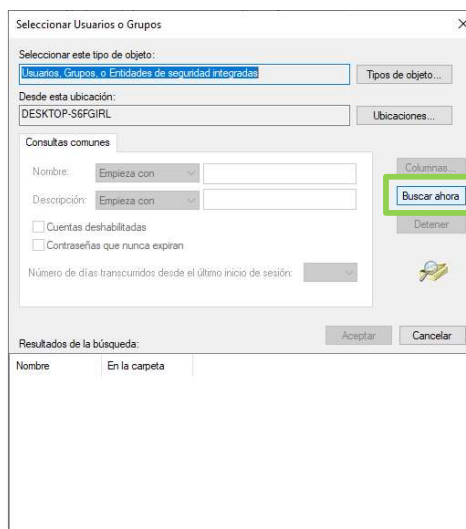 Seleccionar Usuarios o Grupos
Seleccionar este tipo de objeto:
Usuarios, Grupos, o Entidades de seguridad integradas
Tipos de objeto...
Desde esta ubicación:
DESKTOP-S6FGIRL
Ubicaciones...
Consultas comunes
Nombre: Empieza con
Columnas...
Descripción: Empieza con
Buscar ahora
Cuentas deshabilitadas
Detener
Contraseñas que nunca expiran
Número de días transcurridos desde el último inicio de sesión:
Aceptar Cancelar
Resultados de la búsqueda:
Nombre En la carpeta